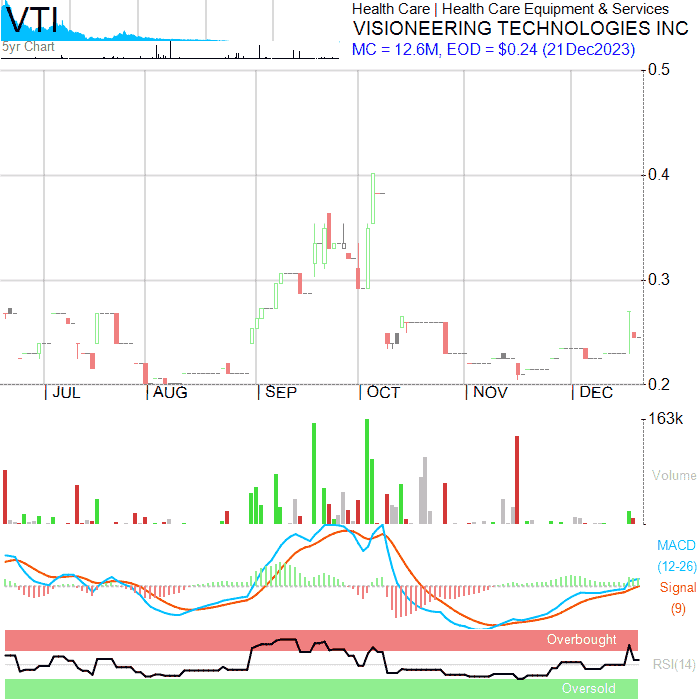 VTI
5yr Chart
Health Care | Health Care Equipment & Services
VISIONEERING TECHNOLOGIES INC
MC = 12.6M, EOD = $0.24 (21Dec2023)
0.5
0.4
0.3
0.2
JUL
AUG
SEP
OCT
NOV
DEC
163k
Volume
MACD
(12-26)
Signal
(9)
Overbought
RSI(14)
Oversold